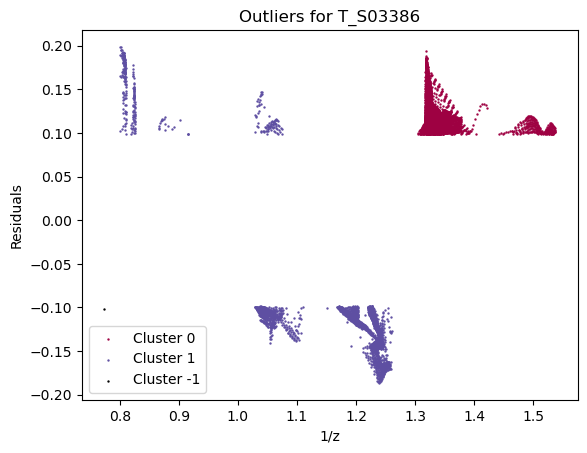 Outliers for T_S03386
0.20
0.15
0.10
0.05
0.00
−0.05
−0.10
−0.15
−0.20
Residuals
Cluster 0
Cluster 1
Cluster -1
0.8 0.9 1.0 1.1 1.2 1.3 1.4 1.5
1/z